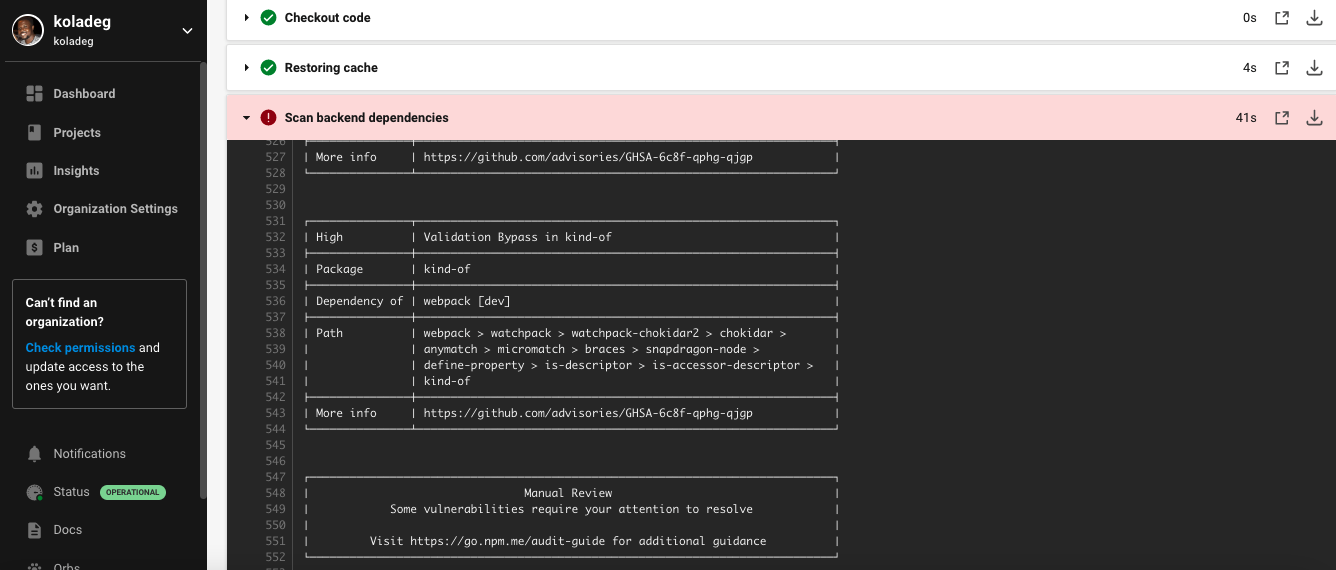 koladeg
koladeg
Dashboard
Projects
Insights
Organization Settings
$ Plan
Can't find an
organization?
Check permissions and
update access to the
ones you want.
Notifications
Status OPERATIONAL
Docs
Orbs
Checkout code 0s
Restoring cache 4s
! Scan backend dependencies 41s
526
527 | More info | https://github.com/advisories/GHSA-6c8f-qphg-qjgp |
528
529
530
531
532 | High | Validation Bypass in kind-of |
533
534 | Package | kind-of |
535
536 | Dependency of | webpack [dev] |
537
538 | Path | webpack > watchpack > watchpack-chokidar2 > chokidar > |
539 | | anymatch > micromatch > braces > snapdragon-node > |
540 | | define-property > is-descriptor > is-accessor-descriptor > |
541 | | kind-of |
542
543 | More info | https://github.com/advisories/GHSA-6c8f-qphg-qjgp |
544
545
546
547
548 | Manual Review |
549 | Some vulnerabilities require your attention to resolve |
550 | |
551 | Visit https://go.npm.me/audit-guide for additional guidance |
552